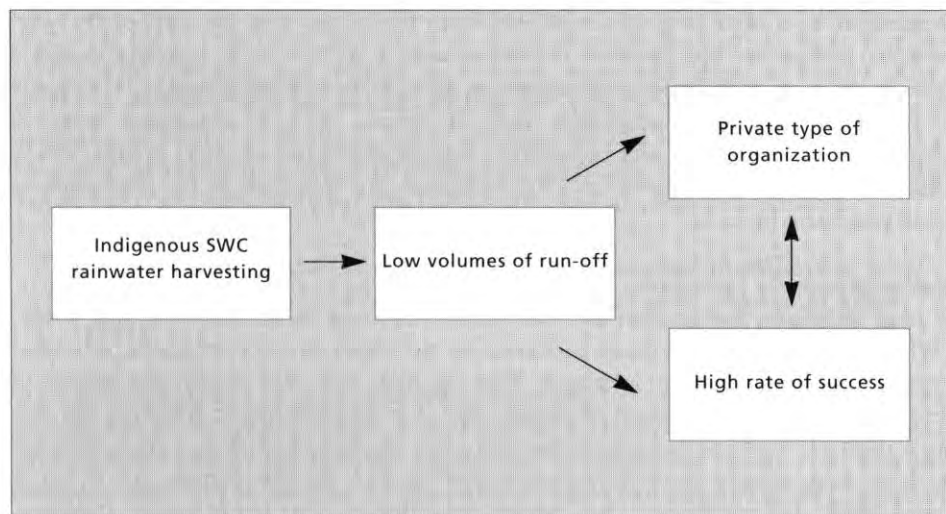 Indigenous SWC
rainwater harvesting
Low volumes of run-off
Private type of
organization
High rate of success